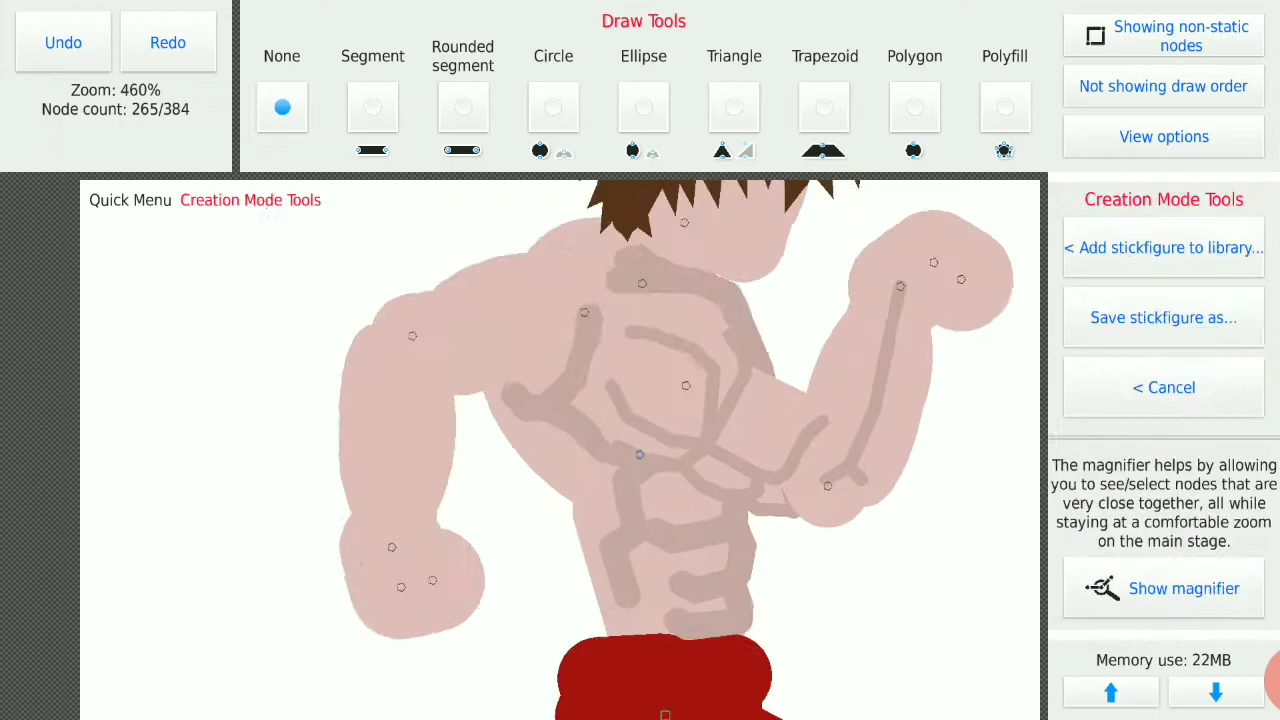 Undo
Redo
Zoom: 460%
Node count: 265/384
Draw Tools
None
Segment
Rounded
segment
Circle
Ellipse
Triangle
Trapezoid
Polygon
Polyfill
Showing non-static
nodes
Not showing draw order
View options
Quick Menu Creation Mode Tools
Creation Mode Tools
< Add stickfigure to library...
Save stickfigure as...
< Cancel
The magnifier helps by allowing
you to see/select nodes that are
very close together, all while
staying at a comfortable zoom
on the main stage.
Show magnifier
Memory use: 22MB